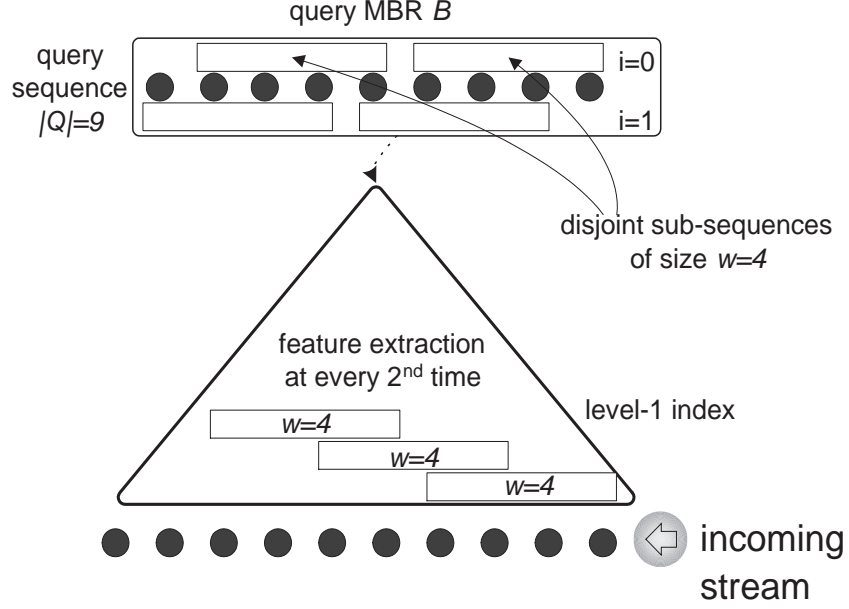 query MBR B
query
sequence
|Q|=9
i=0
i=1
disjoint sub-sequences
of size w=4
feature extraction
at every 2nd time
level-1 index
w=4
w=4
w=4
incoming
stream